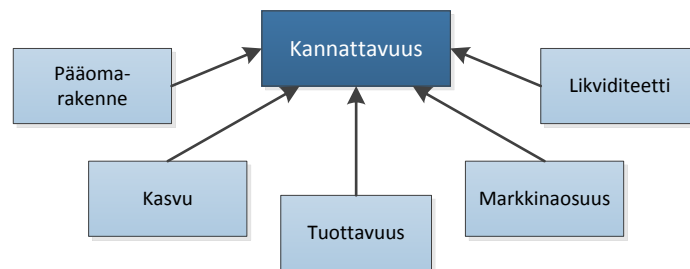 Kannattavuus
Pääoma-
rakenne
Likviditeetti
Kasvu
Tuottavuus
Markkinaosuus